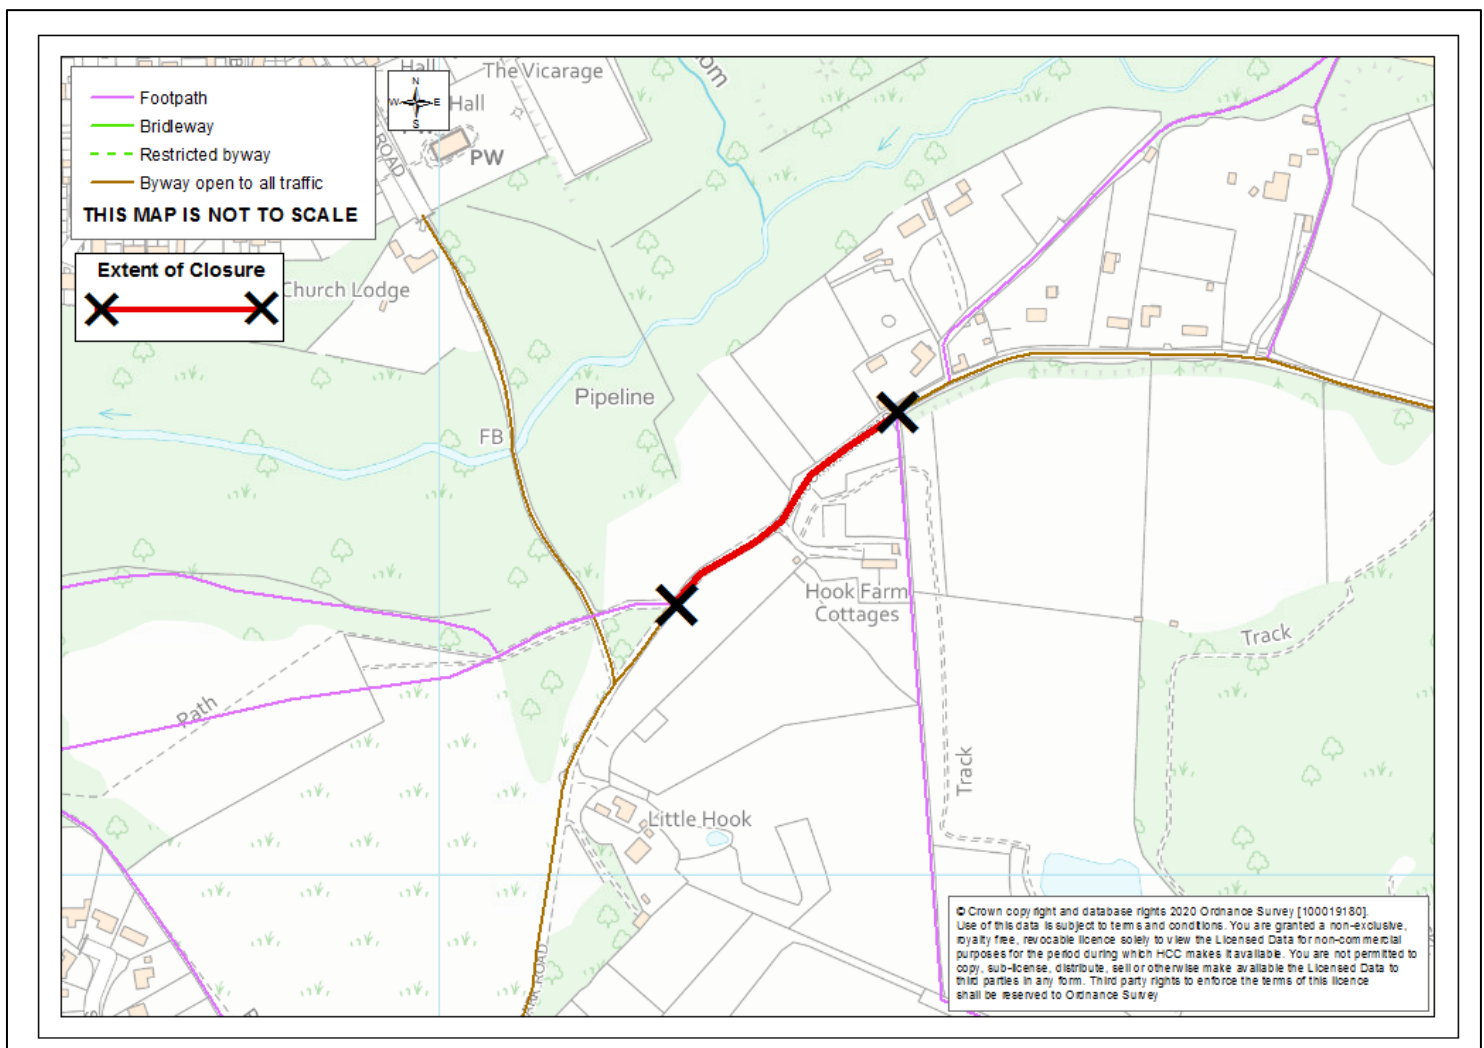 Footpath
Bridleway
Restricted byway
Byway open to all traffic
THIS MAP IS NOT TO SCALE
N
W E
S
Extent of Closure
Hall
The Vicarage
Hall
ROAD
PW
Church Lodge
Pipeline
FB
Hook Farm
Cottages
Track
Path
Track
Little Hook
ROAD
© Crown copyright and database rights 2020 Ordnance Survey [100019180].
Use of this data is subject to terms and conditions. You are granted a non-exclusive,
royalty free, revocable licence solely to view the Licensed Data for non-commercial
purposes for the period during which HCC makes it available. You are not permitted to
copy, sub-license, distribute, sell or otherwise make available the Licensed Data to
third parties in any form. Third party rights to enforce the terms of this licence
shall be reserved to Ordnance Survey